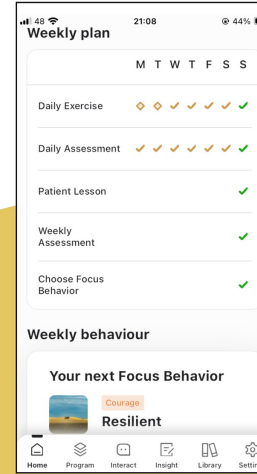 48
21:08
44%
Weekly plan
M T W T F S S
Daily Exercise
Daily Assessment
Patient Lesson
Weekly
Assessment
Choose Focus
Behavior
Weekly behaviour
Your next Focus Behavior
Courage
Resilient
Home Program Interact Insight Library Settin